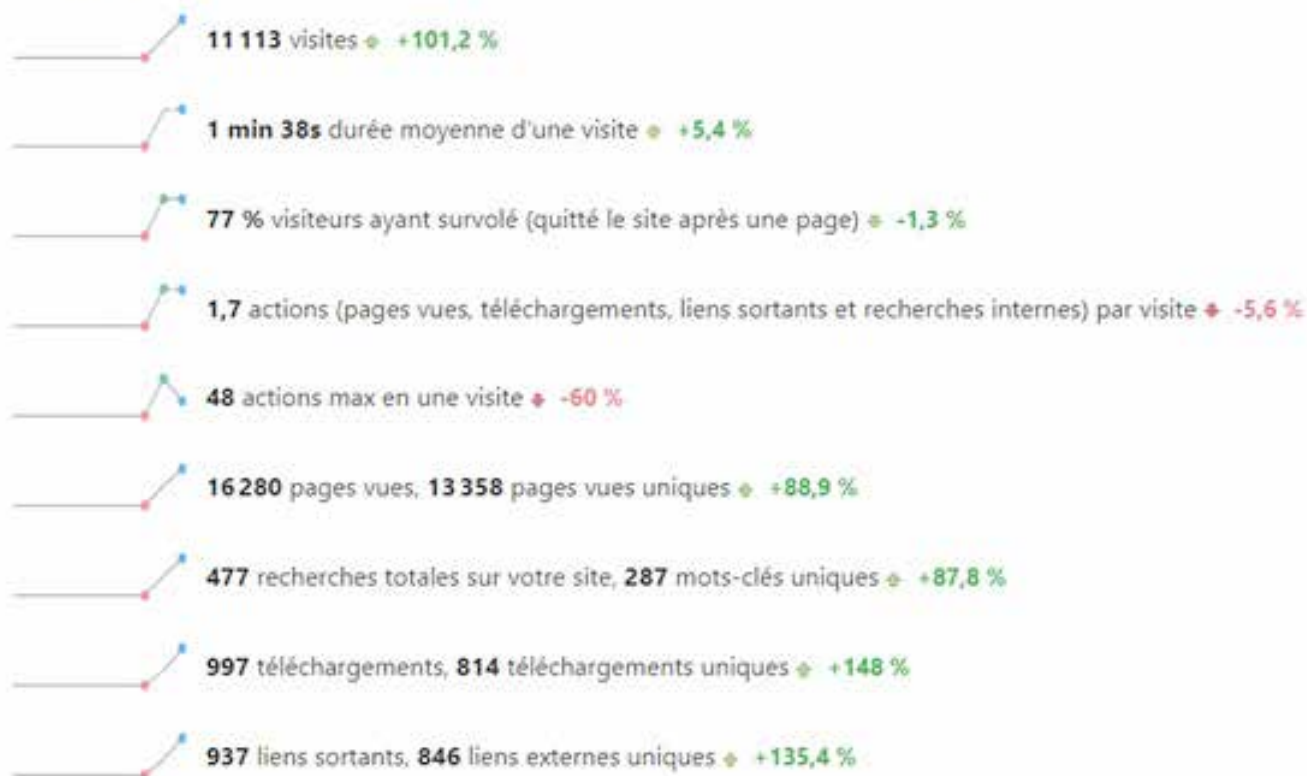 11 113 visites +101,2 %
1 min 38s durée moyenne d'une visite +5,4 %
77 % visiteurs ayant survolé (quitté le site après une page) -1,3 %
1,7 actions (pages vues, téléchargements, liens sortants et recherches internes) par visite -5,6 %
48 actions max en une visite -60 %
16 280 pages vues, 13 358 pages vues uniques +88,9 %
477 recherches totales sur votre site, 287 mots-clés uniques +87,8 %
997 téléchargements, 814 téléchargements uniques +148 %
937 liens sortants, 846 liens externes uniques +135,4 %